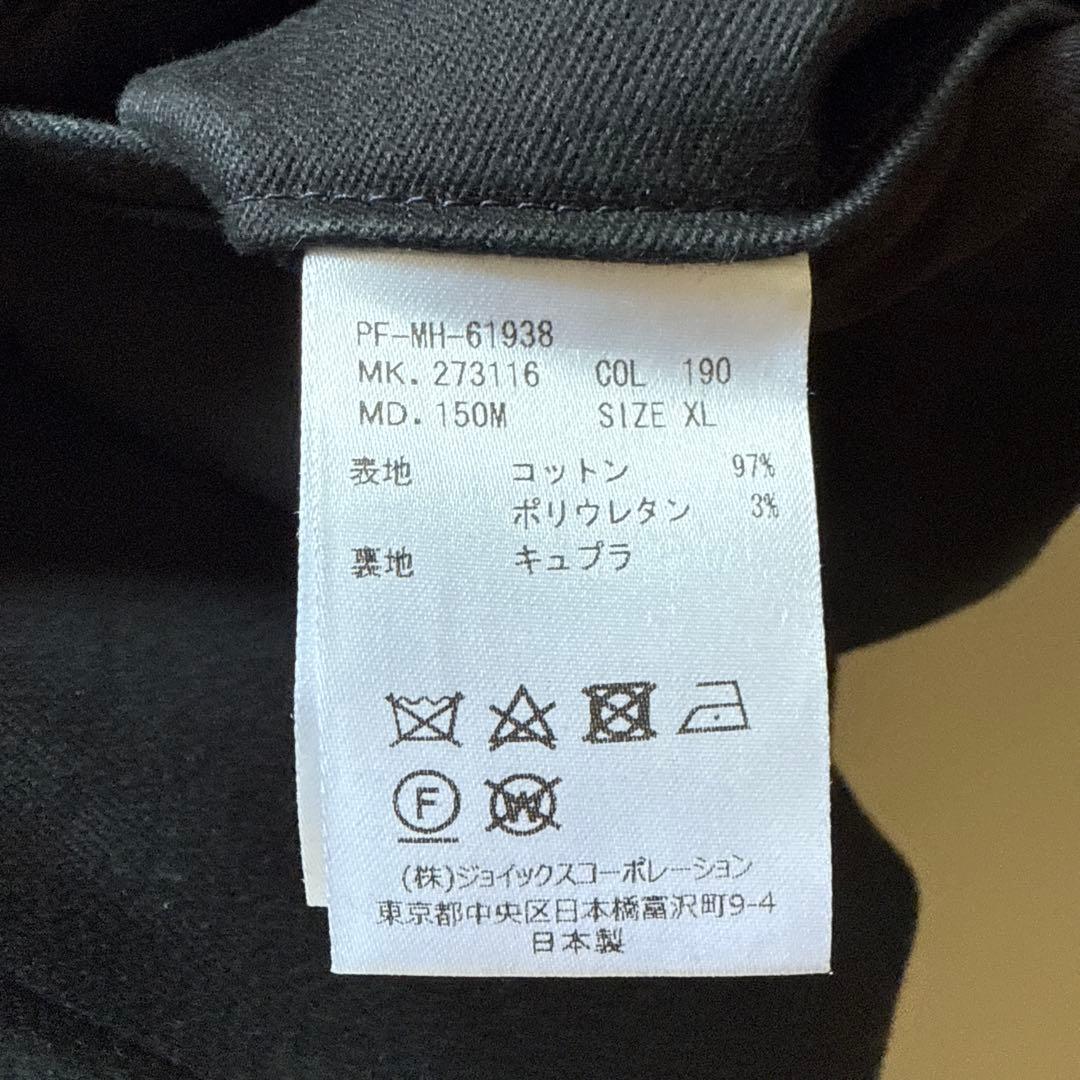 PF-MH-61938
MK. 273116 COL 190
MD. 150M SIZE XL
表地 コットン 97%
ポリウレタン 3%
裏地 キュプラ
F
W
(株)ジョイックスコーポレーション
東京都中央区日本橋富沢町9-4
日本製